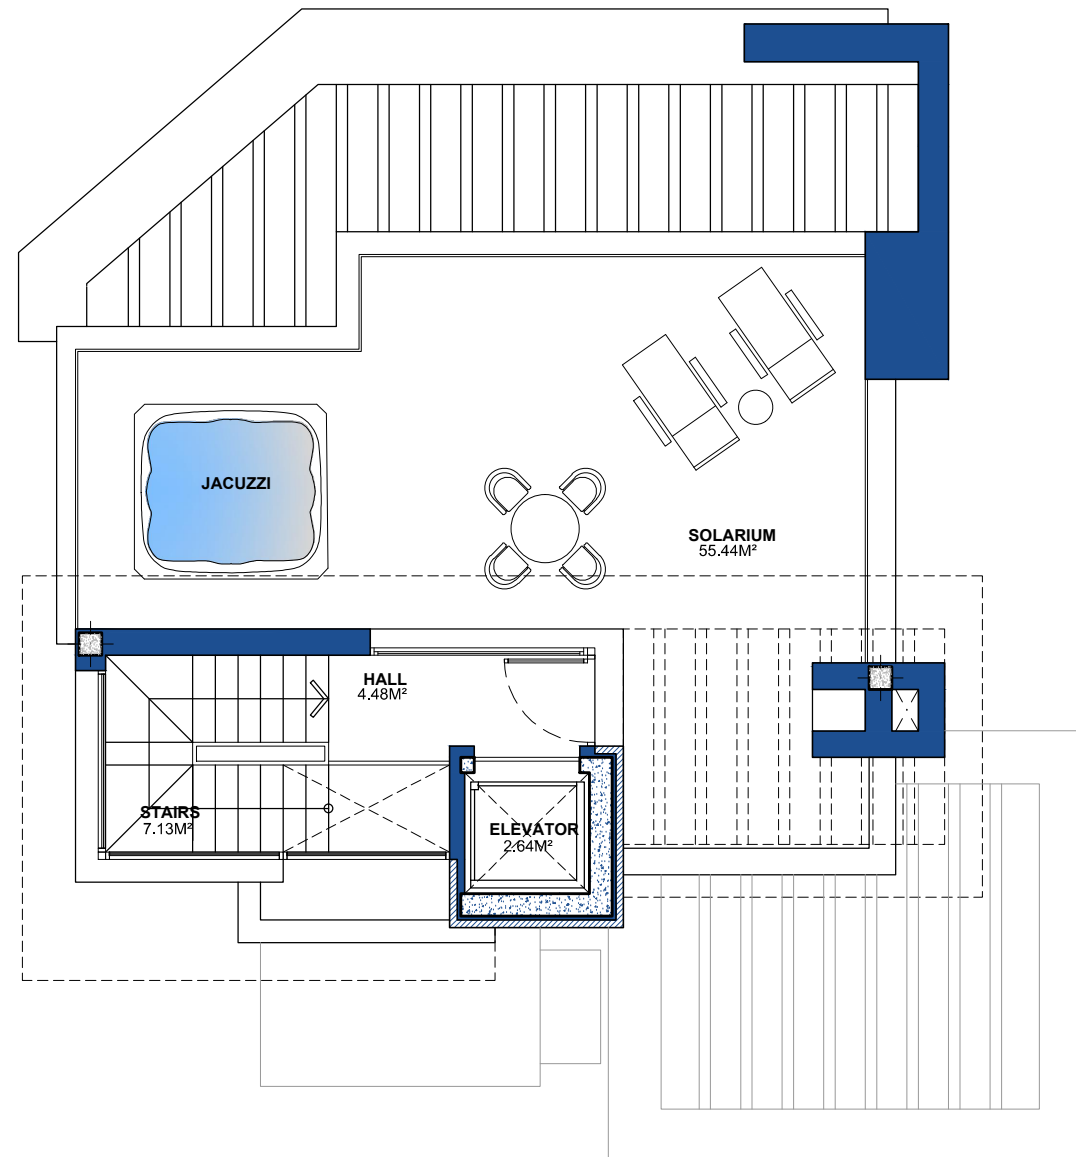 JACUZZI
SOLARIUM
55.44M²
HALL
4.48M²
STAIRS
7.13M²
ELEVATOR
2.64M²